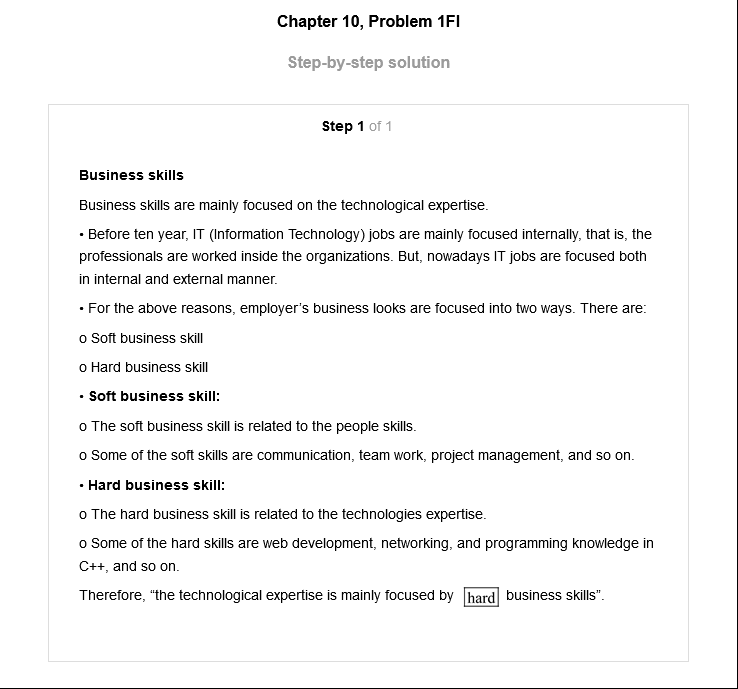 Chapter 10, Problem 1FI
Step-by-step solution
Step 1 of 1
Business skills
Business skills are mainly focused on the technological expertise.
• Before ten year, IT (Information Technology) jobs are mainly focused internally, that is, the
professionals are worked inside the organizations. But, nowadays IT jobs are focused both
in internal and external manner.
• For the above reasons, employer’s business looks are focused into two ways. There are:
o Soft business skill
o Hard business skill
• Soft business skill:
o The soft business skill is related to the people skills.
o Some of the soft skills are communication, team work, project management, and so on.
• Hard business skill:
o The hard business skill is related to the technologies expertise.
o Some of the hard skills are web development, networking, and programming knowledge in
C++, and so on.
Therefore, “the technological expertise is mainly focused by hard business skills”.